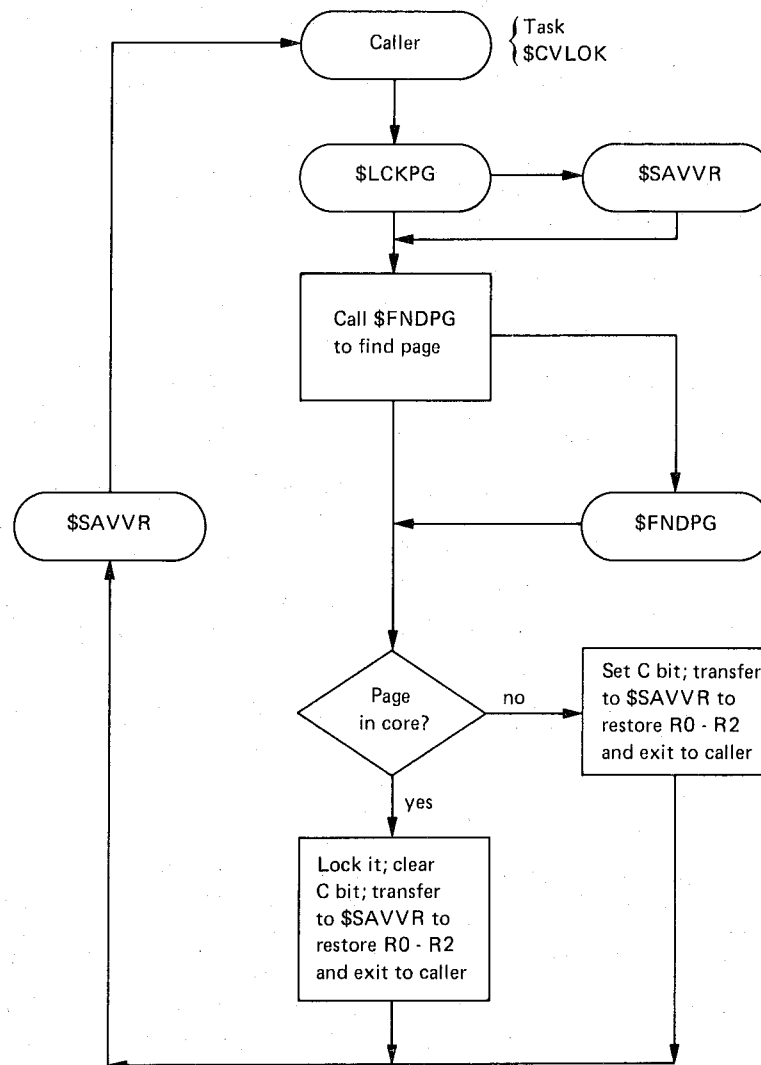 Caller
Task
$CVLOK
$LCKPG
$SAVVR
Call $FNDPG
to find page
$SAVVR
$FNDPG
Page
in core?
no
Set C bit; transfer
to $SAVVR to
restore R0 - R2
and exit to caller
yes
Lock it; clear
C bit; transfer
to $SAVVR to
restore R0 - R2
and exit to caller